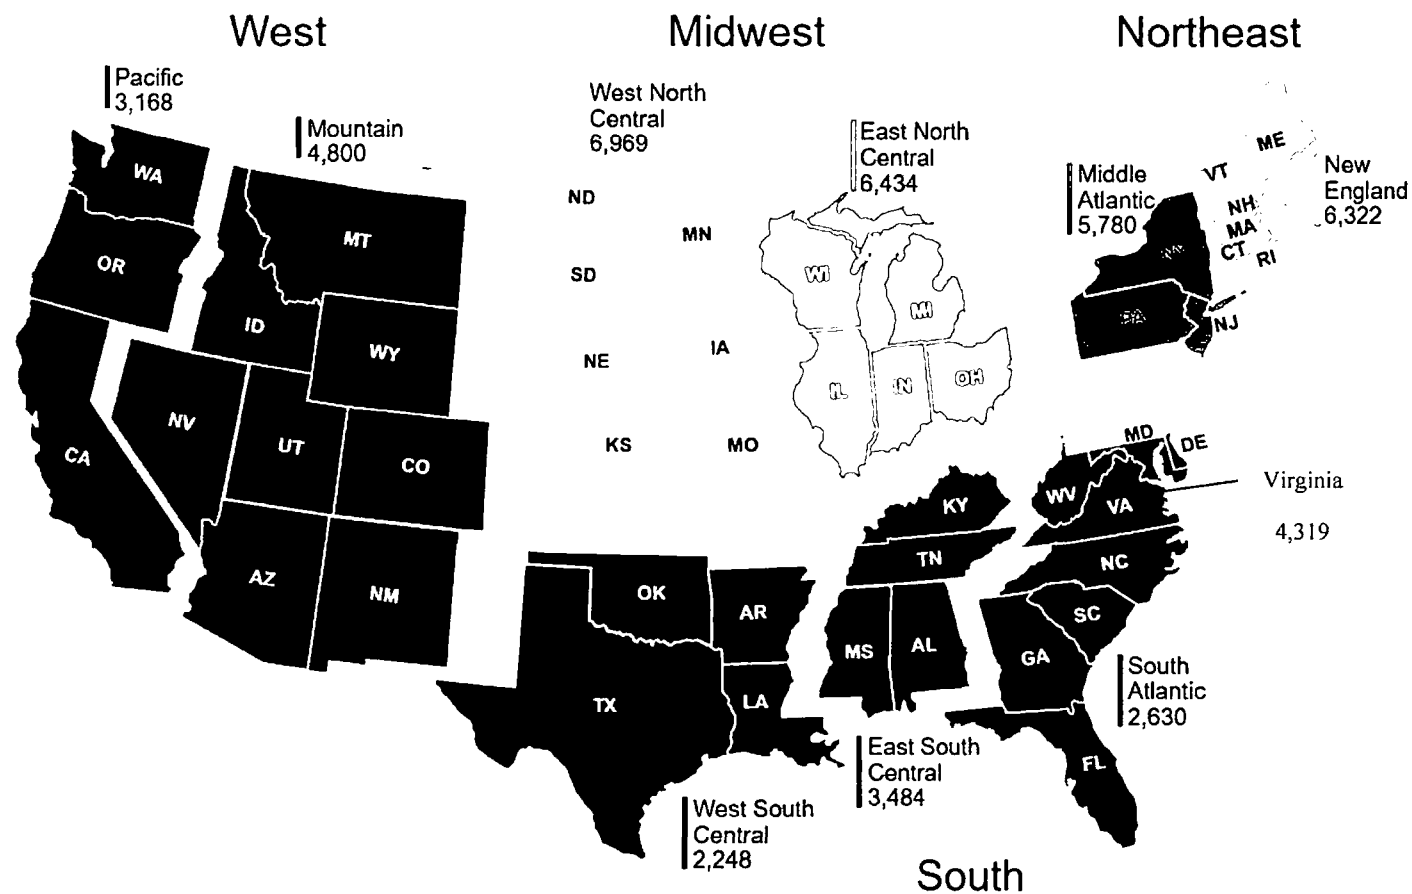 West
Midwest
Northeast
Pacific
3,168
Mountain
4,800
West North
Central
6,969
East North
Central
6,434
Middle
Atlantic
5,780
New
England
6,322
WA
OR
CA
MT
ID
WY
NV
UT
CO
AZ
NM
ND
MN
SD
NE
IA
KS
MO
WI
MI
IL
IN
OH
ME
VT
NH
MA
CT
RI
PA
NJ
MD
DE
WV
VA
Virginia
4,319
KY
TN
NC
SC
GA
FL
OK
AR
TX
LA
MS
AL
South
Atlantic
2,630
East South
Central
3,484
West South
Central
2,248
South